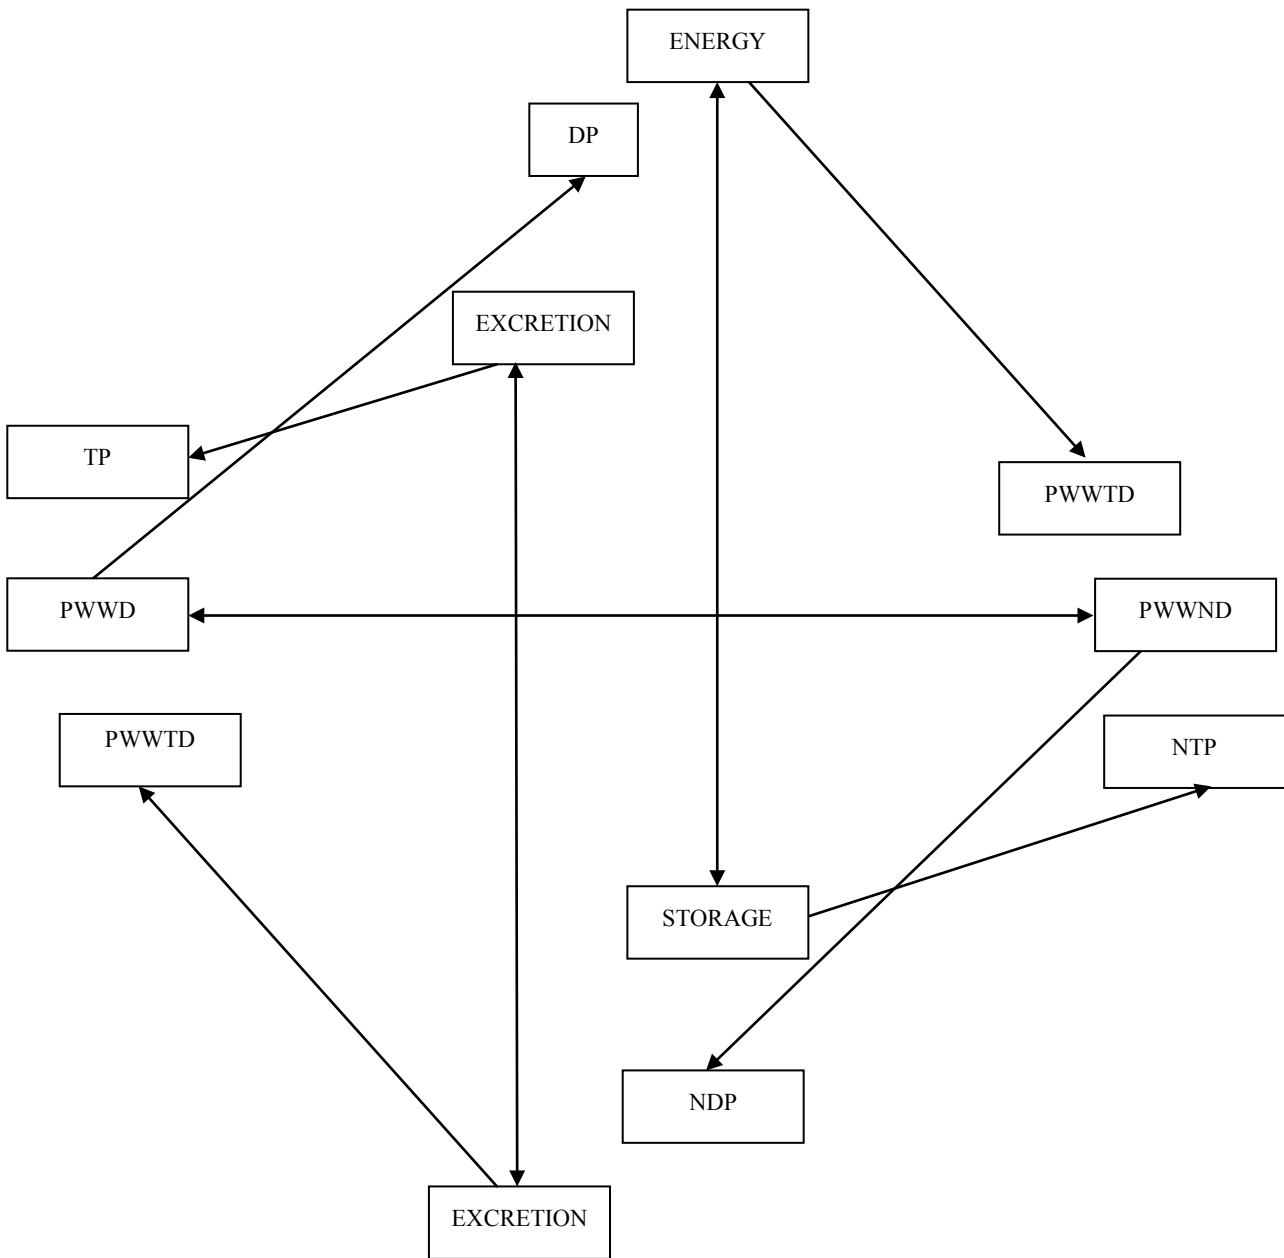 ENERGY
DP
EXCRETION
TP
PWWTD
PWWD
PWWND
PWWTD
NTP
STORAGE
NDP
EXCRETION